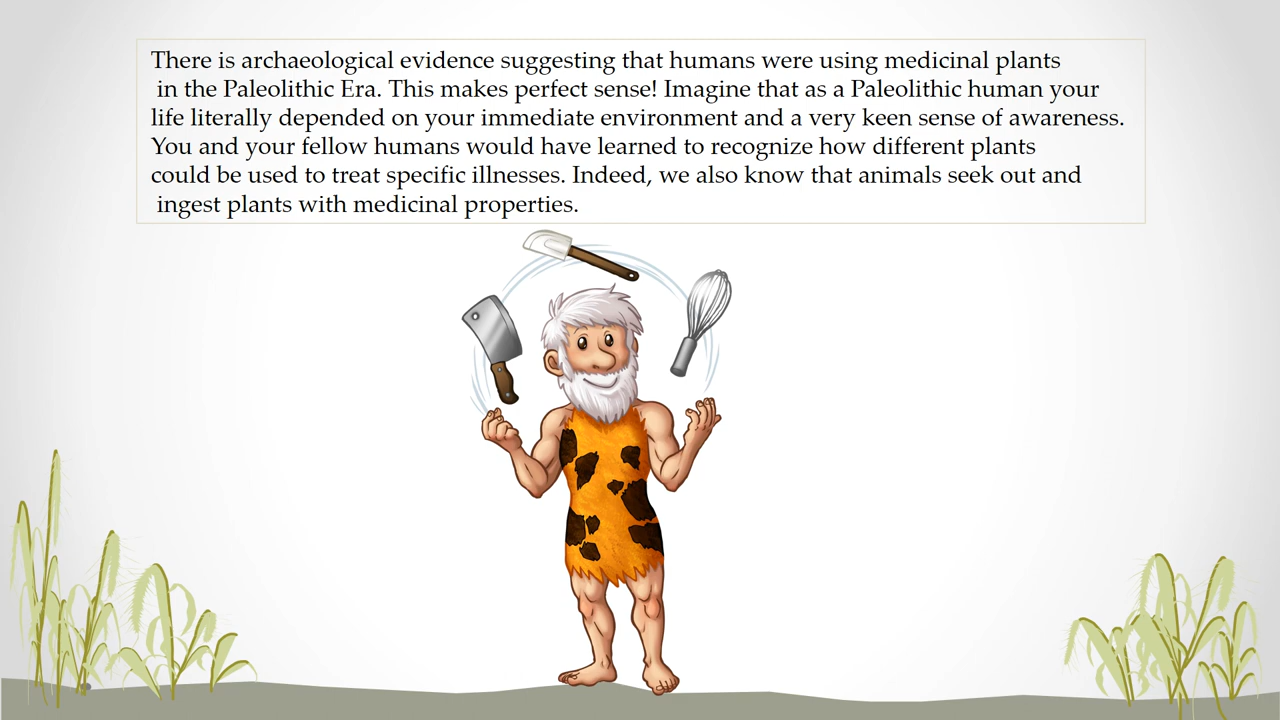 There is archaeological evidence suggesting that humans were using medicinal plants
in the Paleolithic Era. This makes perfect sense! Imagine that as a Paleolithic human your
life literally depended on your immediate environment and a very keen sense of awareness.
You and your fellow humans would have learned to recognize how different plants
could be used to treat specific illnesses. Indeed, we also know that animals seek out and
ingest plants with medicinal properties.